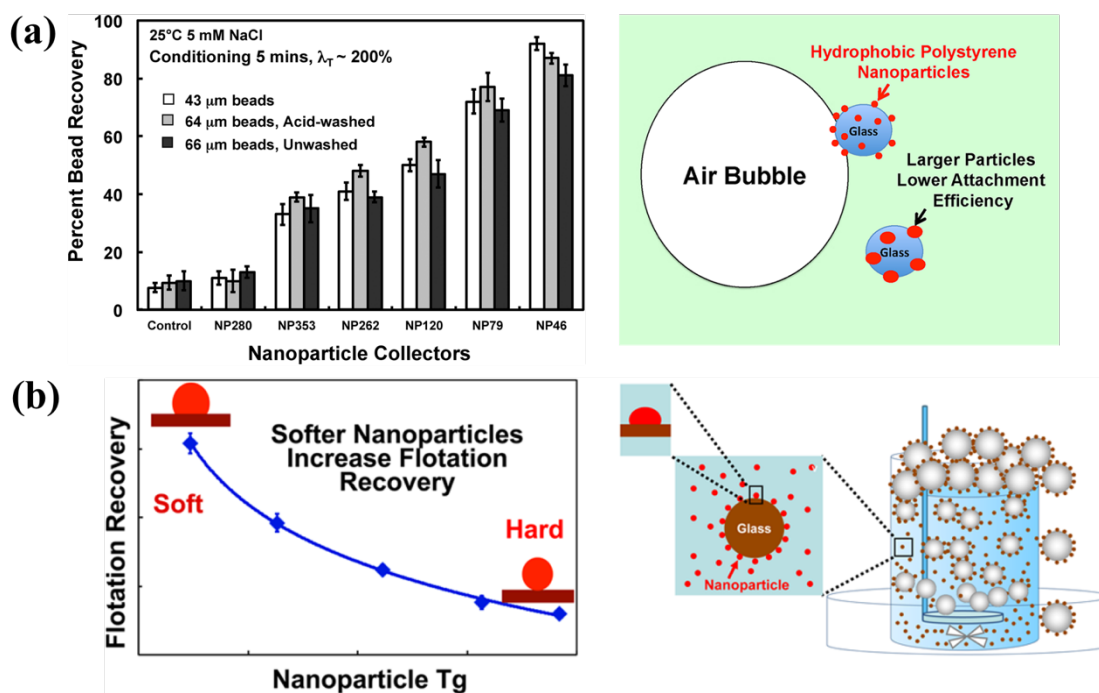 (a)
Percent Bead Recovery
100
80
60
40
20
0
25°C 5 mM NaCl
Conditioning 5 mins, λT ~ 200%
43 μm beads
64 μm beads, Acid-washed
66 μm beads, Unwashed
Control NP280 NP353 NP262 NP120 NP79 NP46
Nanoparticle Collectors
Hydrophobic Polystyrene
Nanoparticles
Glass
Air Bubble
Larger Particles
Lower Attachment
Efficiency
Glass
(b)
Flotation Recovery
Softer Nanoparticles
Increase Flotation
Recovery
Soft
Hard
Nanoparticle Tg
Glass
Nanoparticle